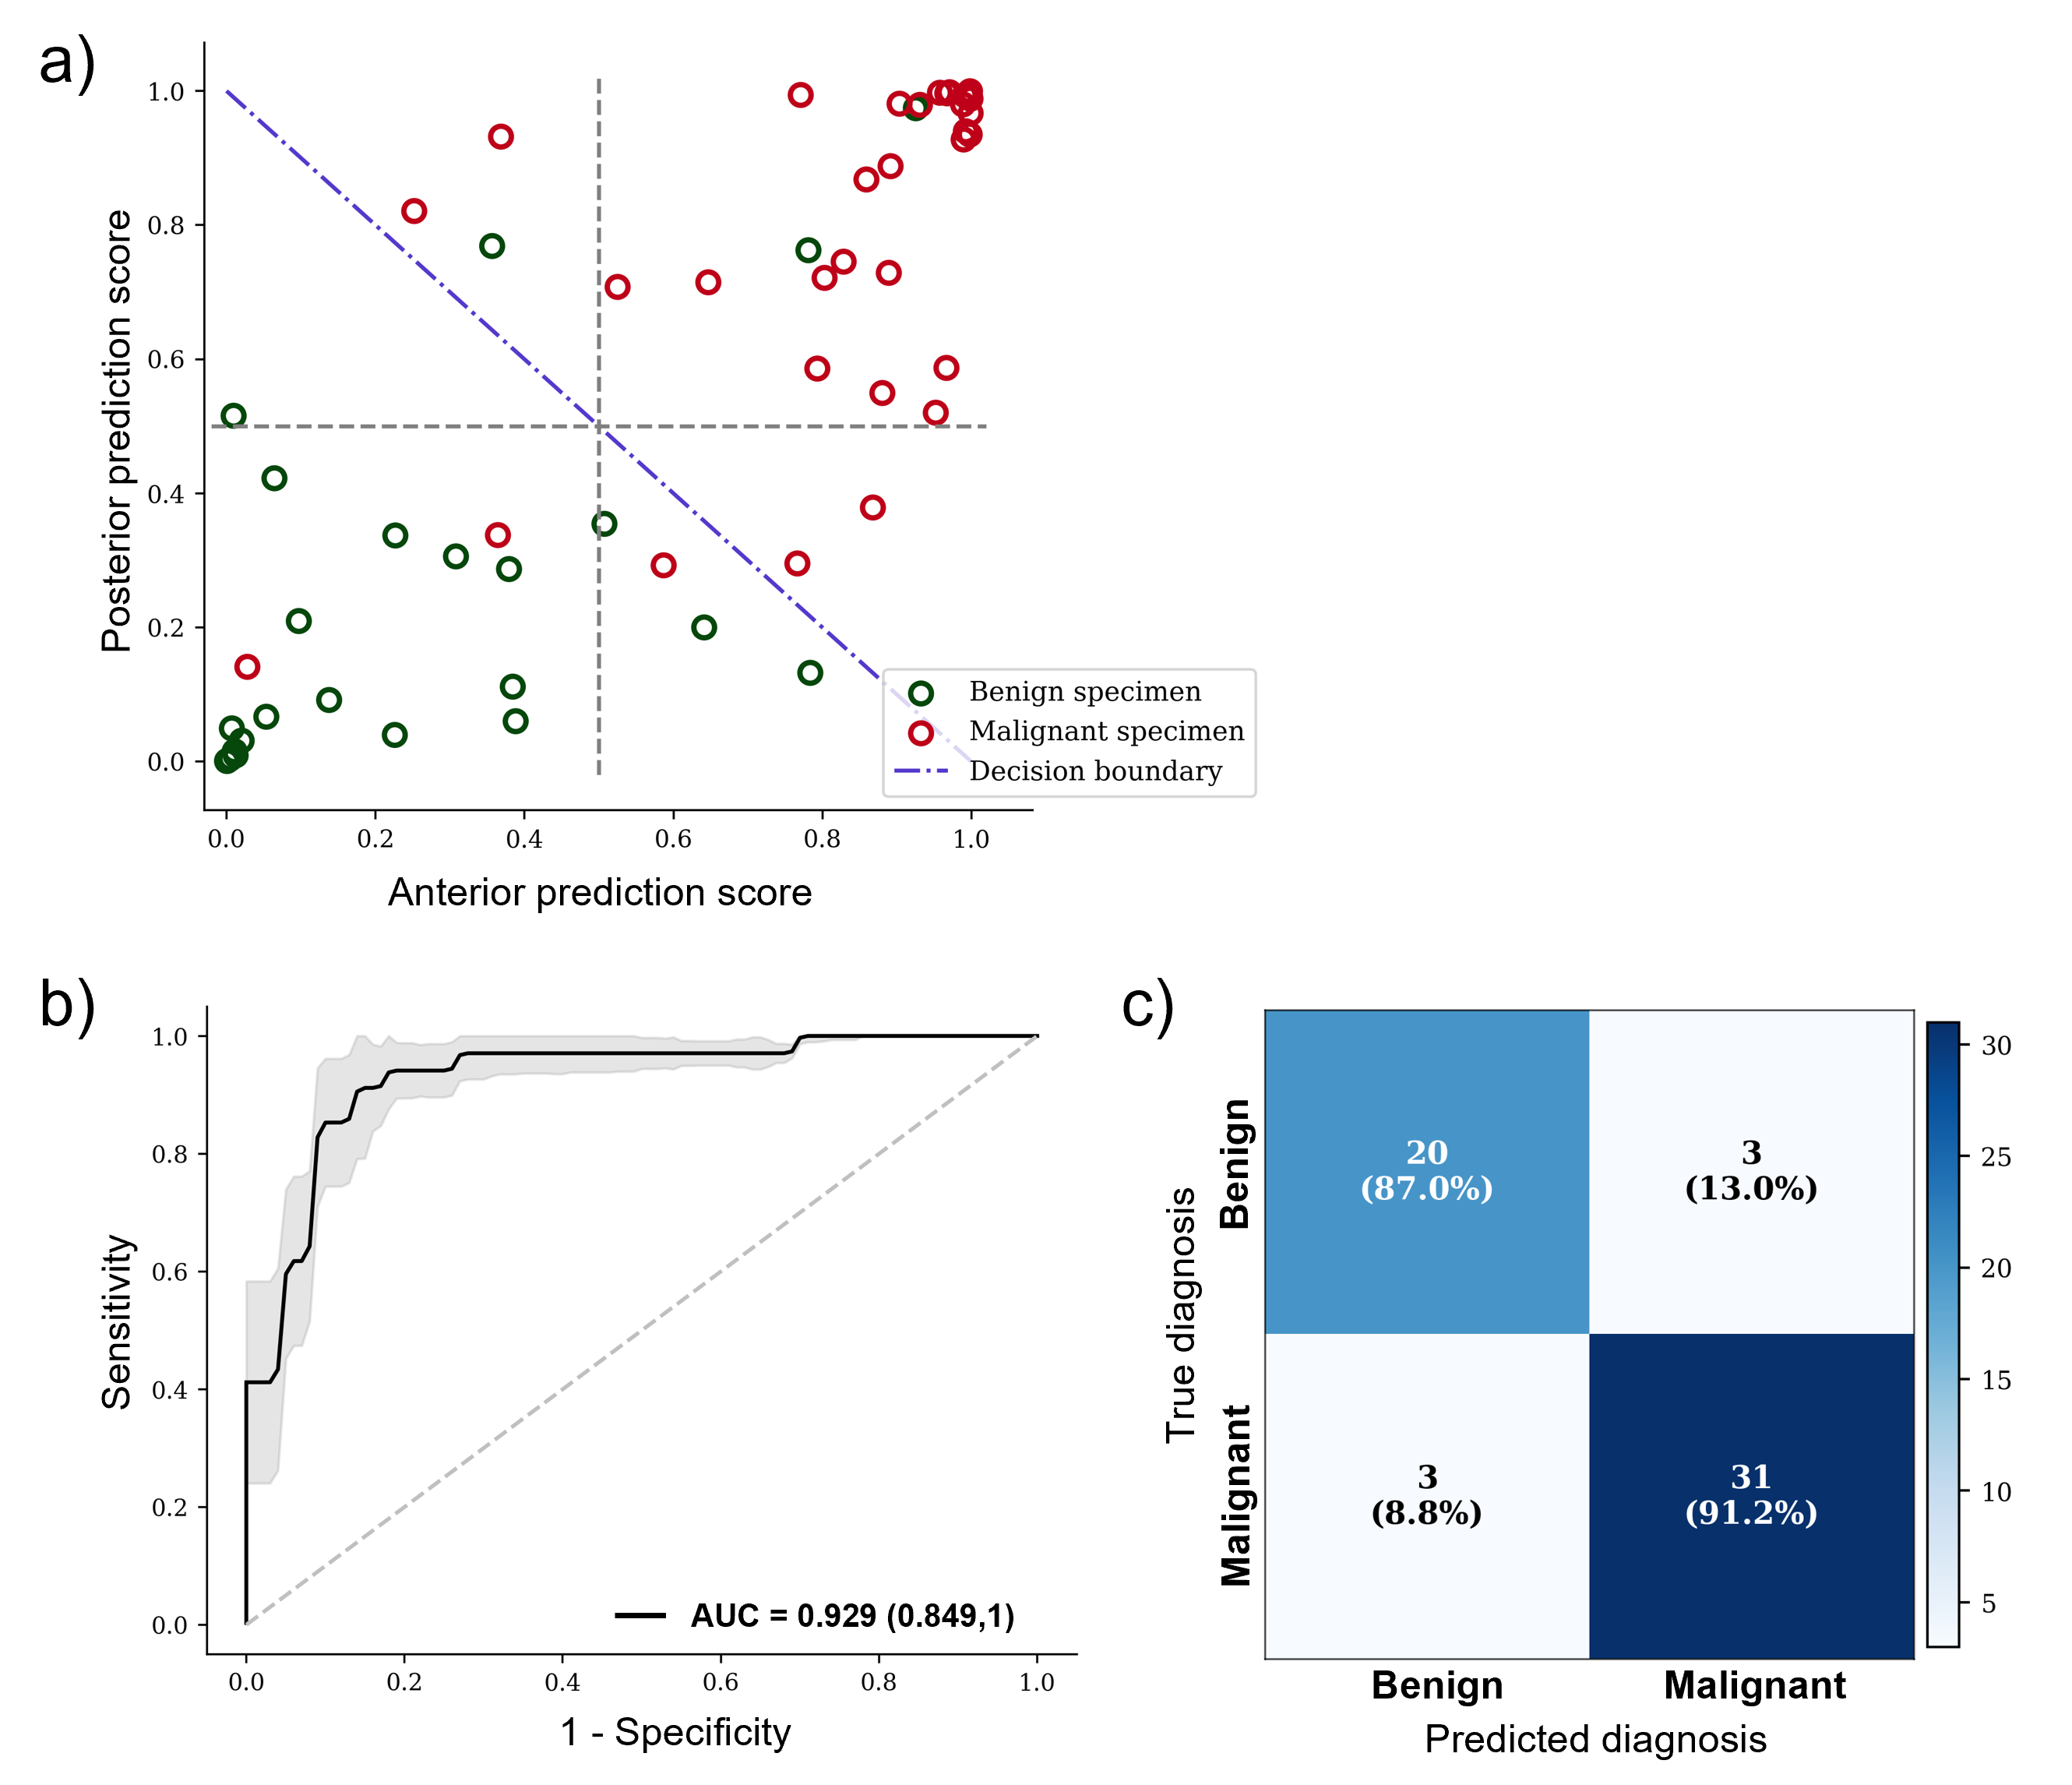 a)
1.0
0.8
0.6
0.4
0.2
0.0
Posterior prediction score
0.0 0.2 0.4 0.6 0.8 1.0
Anterior prediction score
Benign specimen
Malignant specimen
Decision boundary
b)
1.0
0.8
0.6
0.4
0.2
0.0
Sensitivity
AUC = 0.929 (0.849,1)
0.0 0.2 0.4 0.6 0.8 1.0
1 - Specificity
c)
True diagnosis
Benign
Malignant
20
(87.0%)
3
(13.0%)
3
(8.8%)
31
(91.2%)
Benign Malignant
Predicted diagnosis
30
25
20
15
10
5